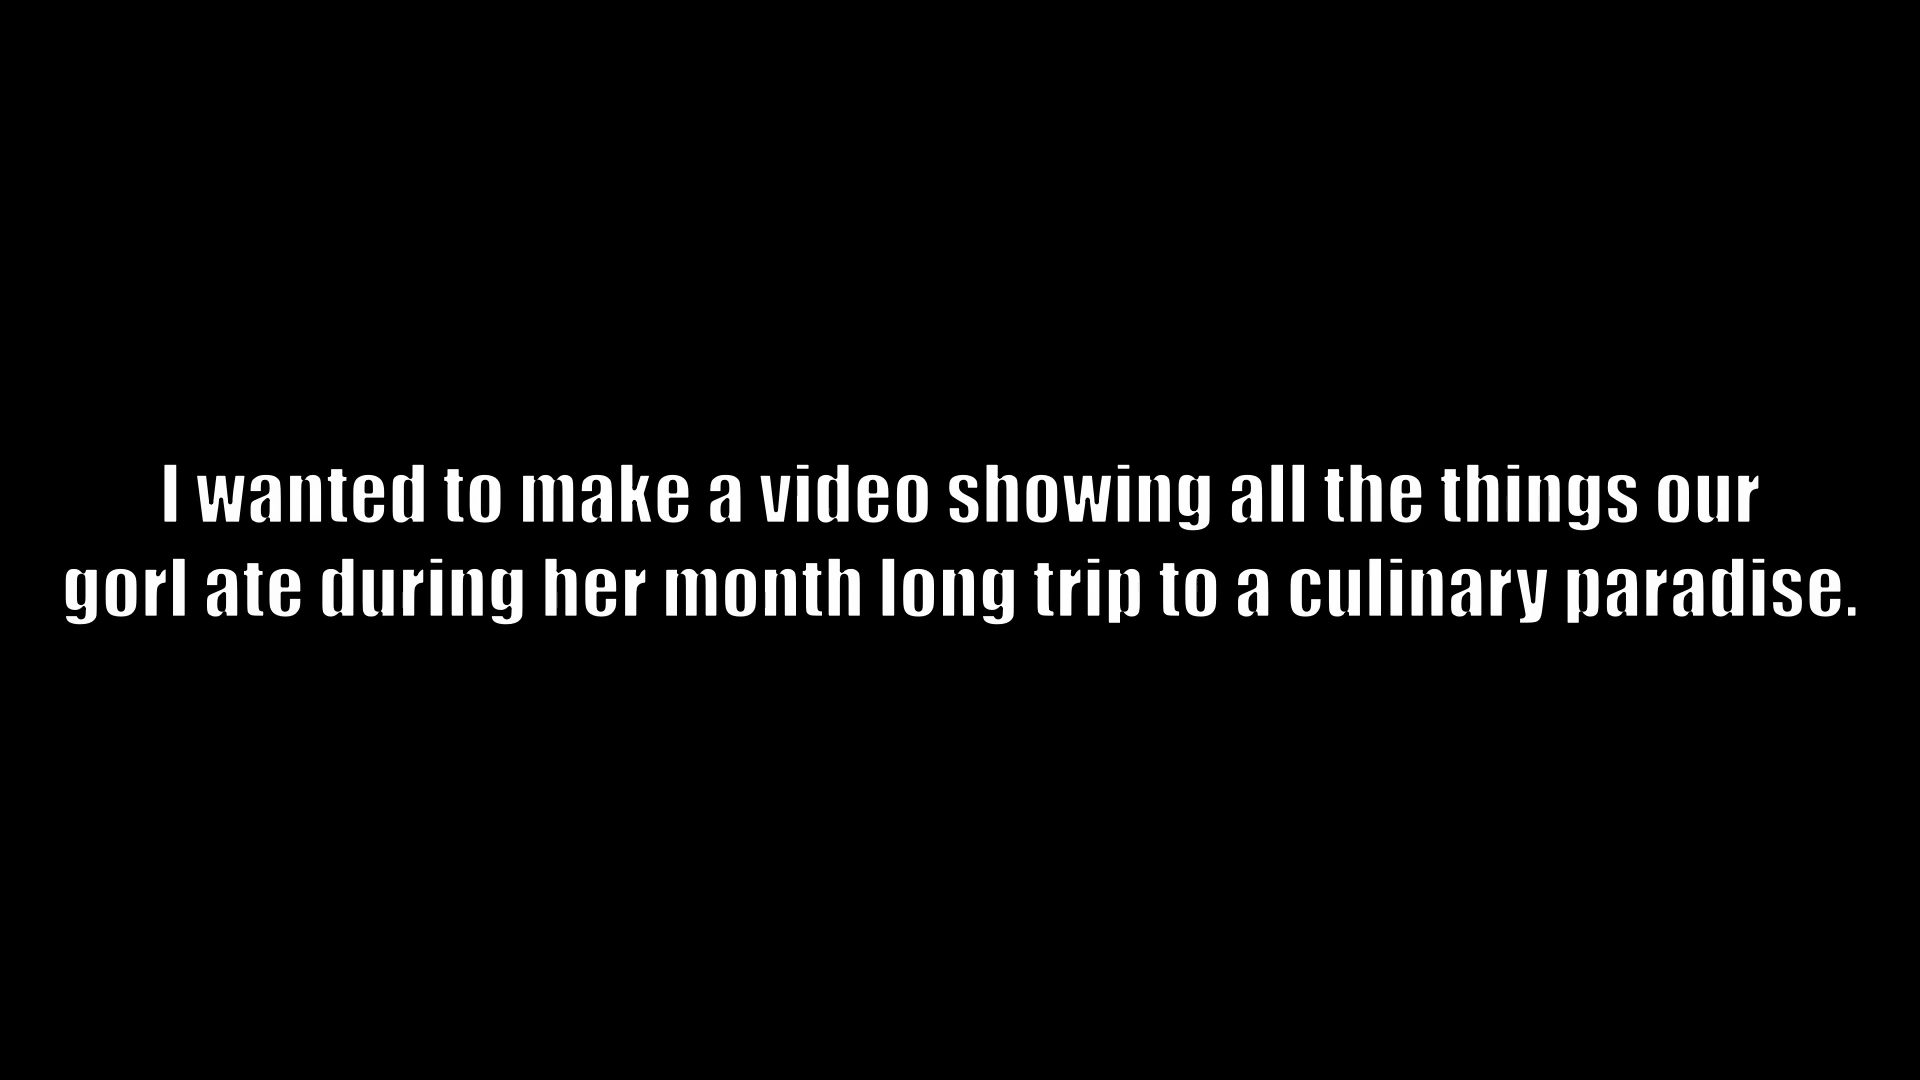 I wanted to make a video showing all the things our
gorl ate during her month long trip to a culinary paradise.